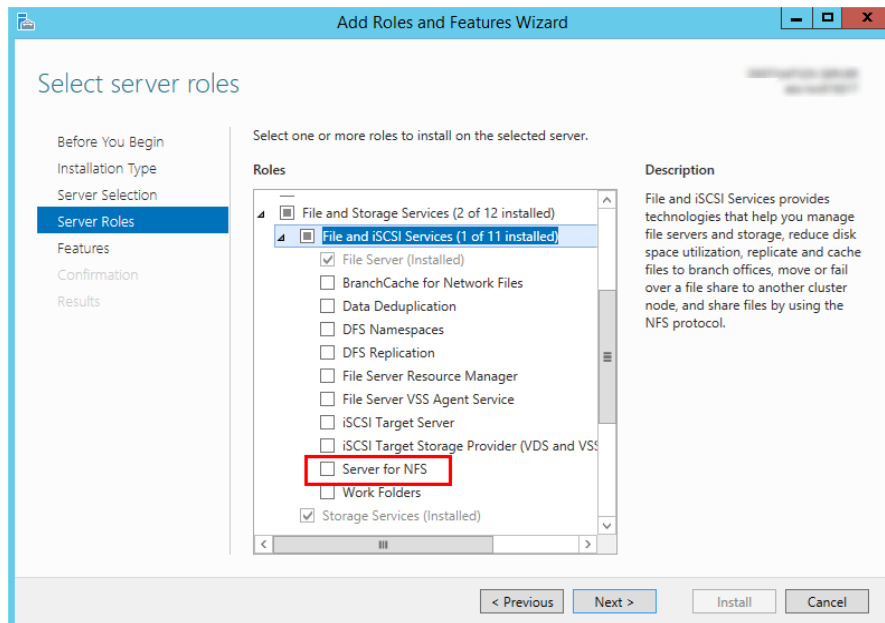 Add Roles and Features Wizard
Select server roles
Before You Begin
Installation Type
Server Selection
Server Roles
Features
Confirmation
Results
Select one or more roles to install on the selected server.
Roles
File and Storage Services (2 of 12 installed)
File and iSCSI Services (1 of 11 installed)
File Server (Installed)
BranchCache for Network Files
Data Deduplication
DFS Namespaces
DFS Replication
File Server Resource Manager
File Server VSS Agent Service
iSCSI Target Server
iSCSI Target Storage Provider (VDS and VSS
Server for NFS
Work Folders
Storage Services (Installed)
Description
File and iSCSI Services provides
technologies that help you manage
file servers and storage, reduce disk
space utilization, replicate and cache
files to branch offices, move or fail
over a file share to another cluster
node, and share files by using the
NFS protocol.
< Previous
Next >
Install
Cancel